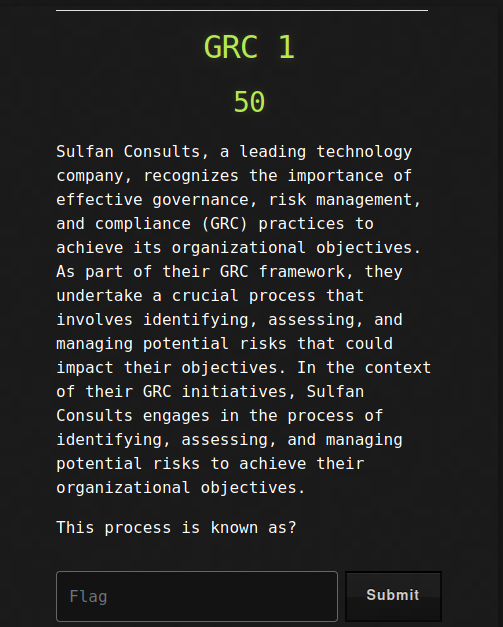 GRC 1
50
Sulfan Consults, a leading technology
company, recognizes the importance of
effective governance, risk management,
and compliance (GRC) practices to
achieve its organizational objectives.
As part of their GRC framework, they
undertake a crucial process that
involves identifying, assessing, and
managing potential risks that could
impact their objectives. In the context
of their GRC initiatives, Sulfan
Consults engages in the process of
identifying, assessing, and managing
potential risks to achieve their
organizational objectives.
This process is known as?
Flag
Submit